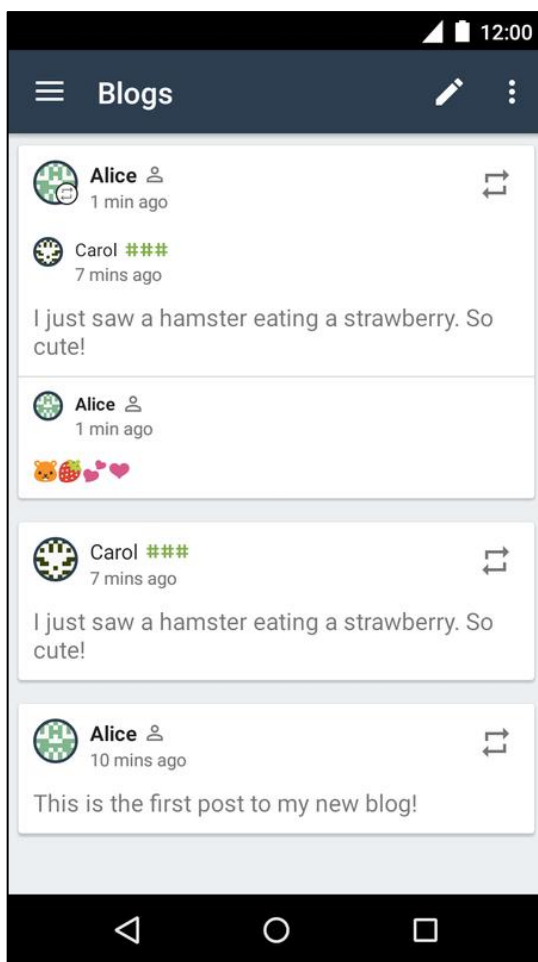 12:00
Blogs
Alice
1 min ago
Carol ###
7 mins ago
I just saw a hamster eating a strawberry. So
cute!
Alice
1 min ago
🐹🍓💕❤
Carol ###
7 mins ago
I just saw a hamster eating a strawberry. So
cute!
Alice
10 mins ago
This is the first post to my new blog!